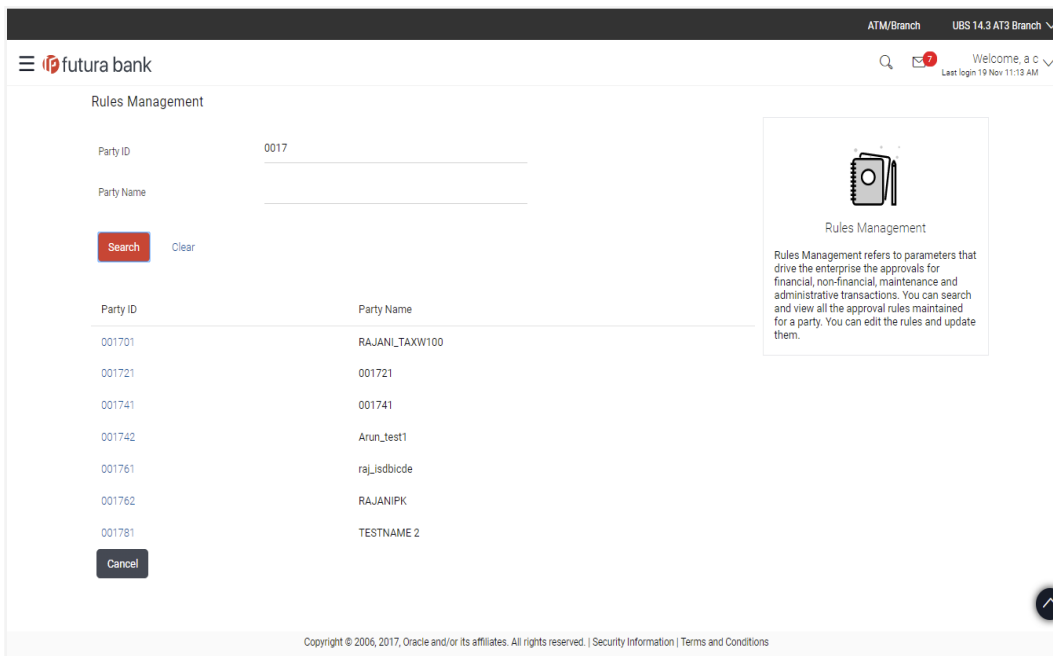 ATM/Branch UBS 14.3 AT3 Branch
futura bank
7
Welcome, a c
Last login 19 Nov 11:13 AM
Rules Management
Party ID 0017
Party Name
Search Clear
Party ID Party Name
001701 RAJANI_TAXW100
001721 001721
001741 001741
001742 Arun_test1
001761 raj_isdbicde
001762 RAJANIPK
001781 TESTNAME 2
Cancel
Rules Management
Rules Management refers to parameters that
drive the enterprise the approvals for
financial, non-financial, maintenance and
administrative transactions. You can search
and view all the approval rules maintained
for a party. You can edit the rules and update
them.
Copyright © 2006, 2017, Oracle and/or its affiliates. All rights reserved. | Security Information | Terms and Conditions